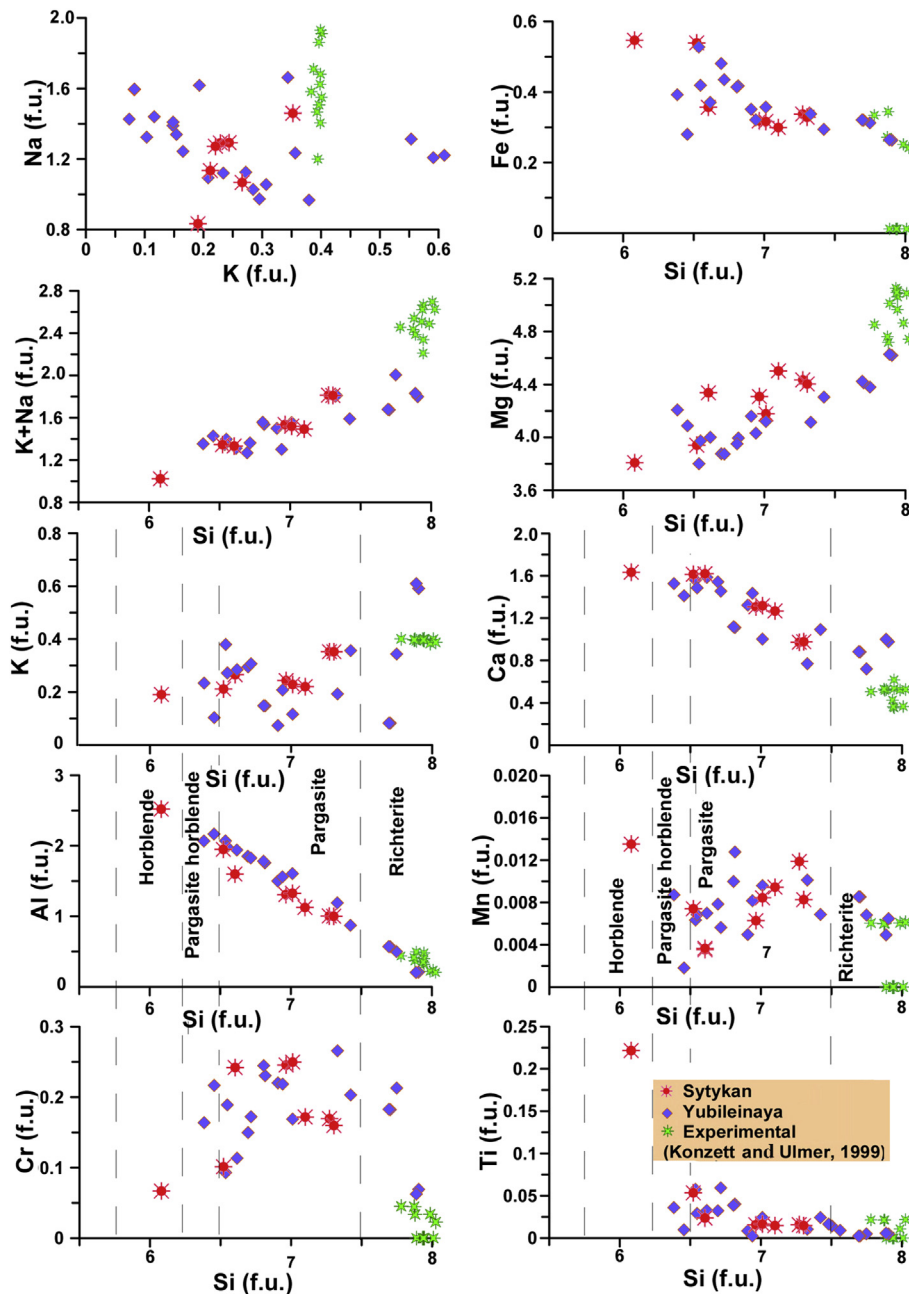 2.0
1.6
1.2
0.8
Na (f.u.)
0
0.1
0.2
0.3
0.4
0.5
0.6
K (f.u.)
0.6
0.4
0.2
0
Fe (f.u.)
6
7
8
Si (f.u.)
2.8
2.4
2.0
1.6
1.2
0.8
K+Na (f.u.)
6
7
8
Si (f.u.)
5.2
4.8
4.4
4.0
3.6
Mg (f.u.)
6
7
8
Si (f.u.)
0.8
0.6
0.4
0.2
0
K (f.u.)
6
7
8
Si (f.u.)
2.0
1.6
1.2
0.8
0.4
0
Ca (f.u.)
6
7
8
Si (f.u.)
3
2
1
0
Al (f.u.)
Horblende
Pargasite horblende
Pargasite
Richterite
6
7
8
Si (f.u.)
0.020
0.016
0.012
0.008
0.004
0
Mn (f.u.)
Horblende
Pargasite horblende
Pargasite
Richterite
7
6
7
8
Si (f.u.)
0.3
0.2
0.1
0
Cr (f.u.)
6
7
8
Si (f.u.)
0.25
0.20
0.15
0.10
0.05
0
Ti (f.u.)
Sytykan
Yubileinaya
Experimental
(Konzett and Ulmer, 1999)
6
7
8
Si (f.u.)